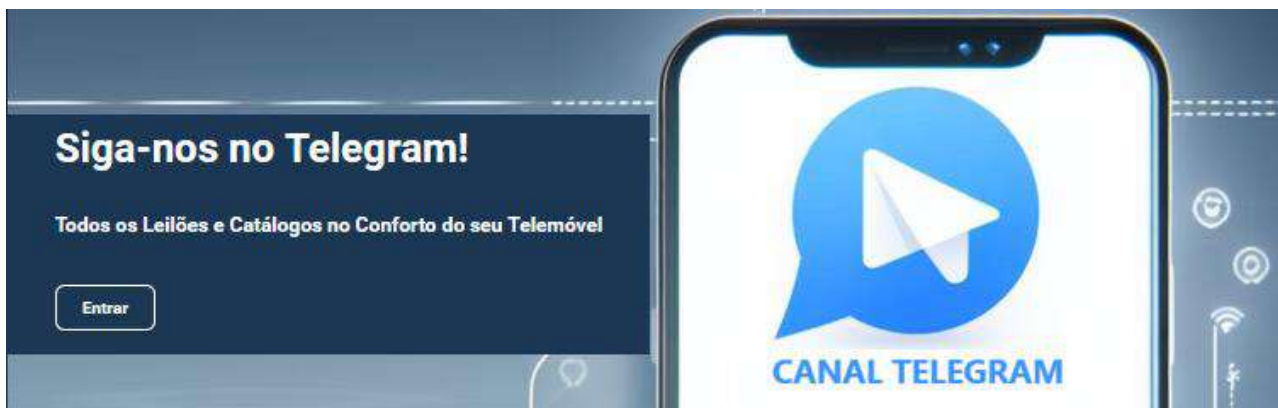 Siga-nos no Telegram!
Todos os Leilões e Catálogos no Conforto do seu Telemóvel
Entrar
CANAL TELEGRAM